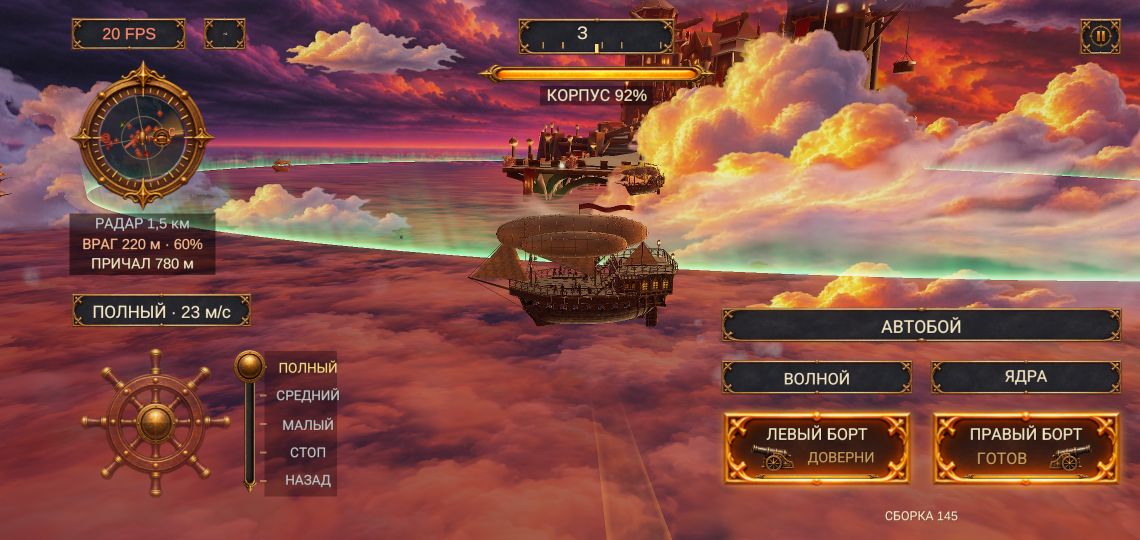 20 FPS
3
КОРПУС 92%
РАДАР 1,5 км
ВРАГ 220 м · 60%
ПРИЧАЛ 780 м
ПОЛНЫЙ · 23 м/с
ПОЛНЫЙ
СРЕДНИЙ
МАЛЫЙ
СТОП
НАЗАД
АВТОБОЙ
ВОЛНОЙ
ЯДРА
ЛЕВЫЙ БОРТ
ДОВЕРНИ
ПРАВЫЙ БОРТ
ГОТОВ
СБОРКА 145